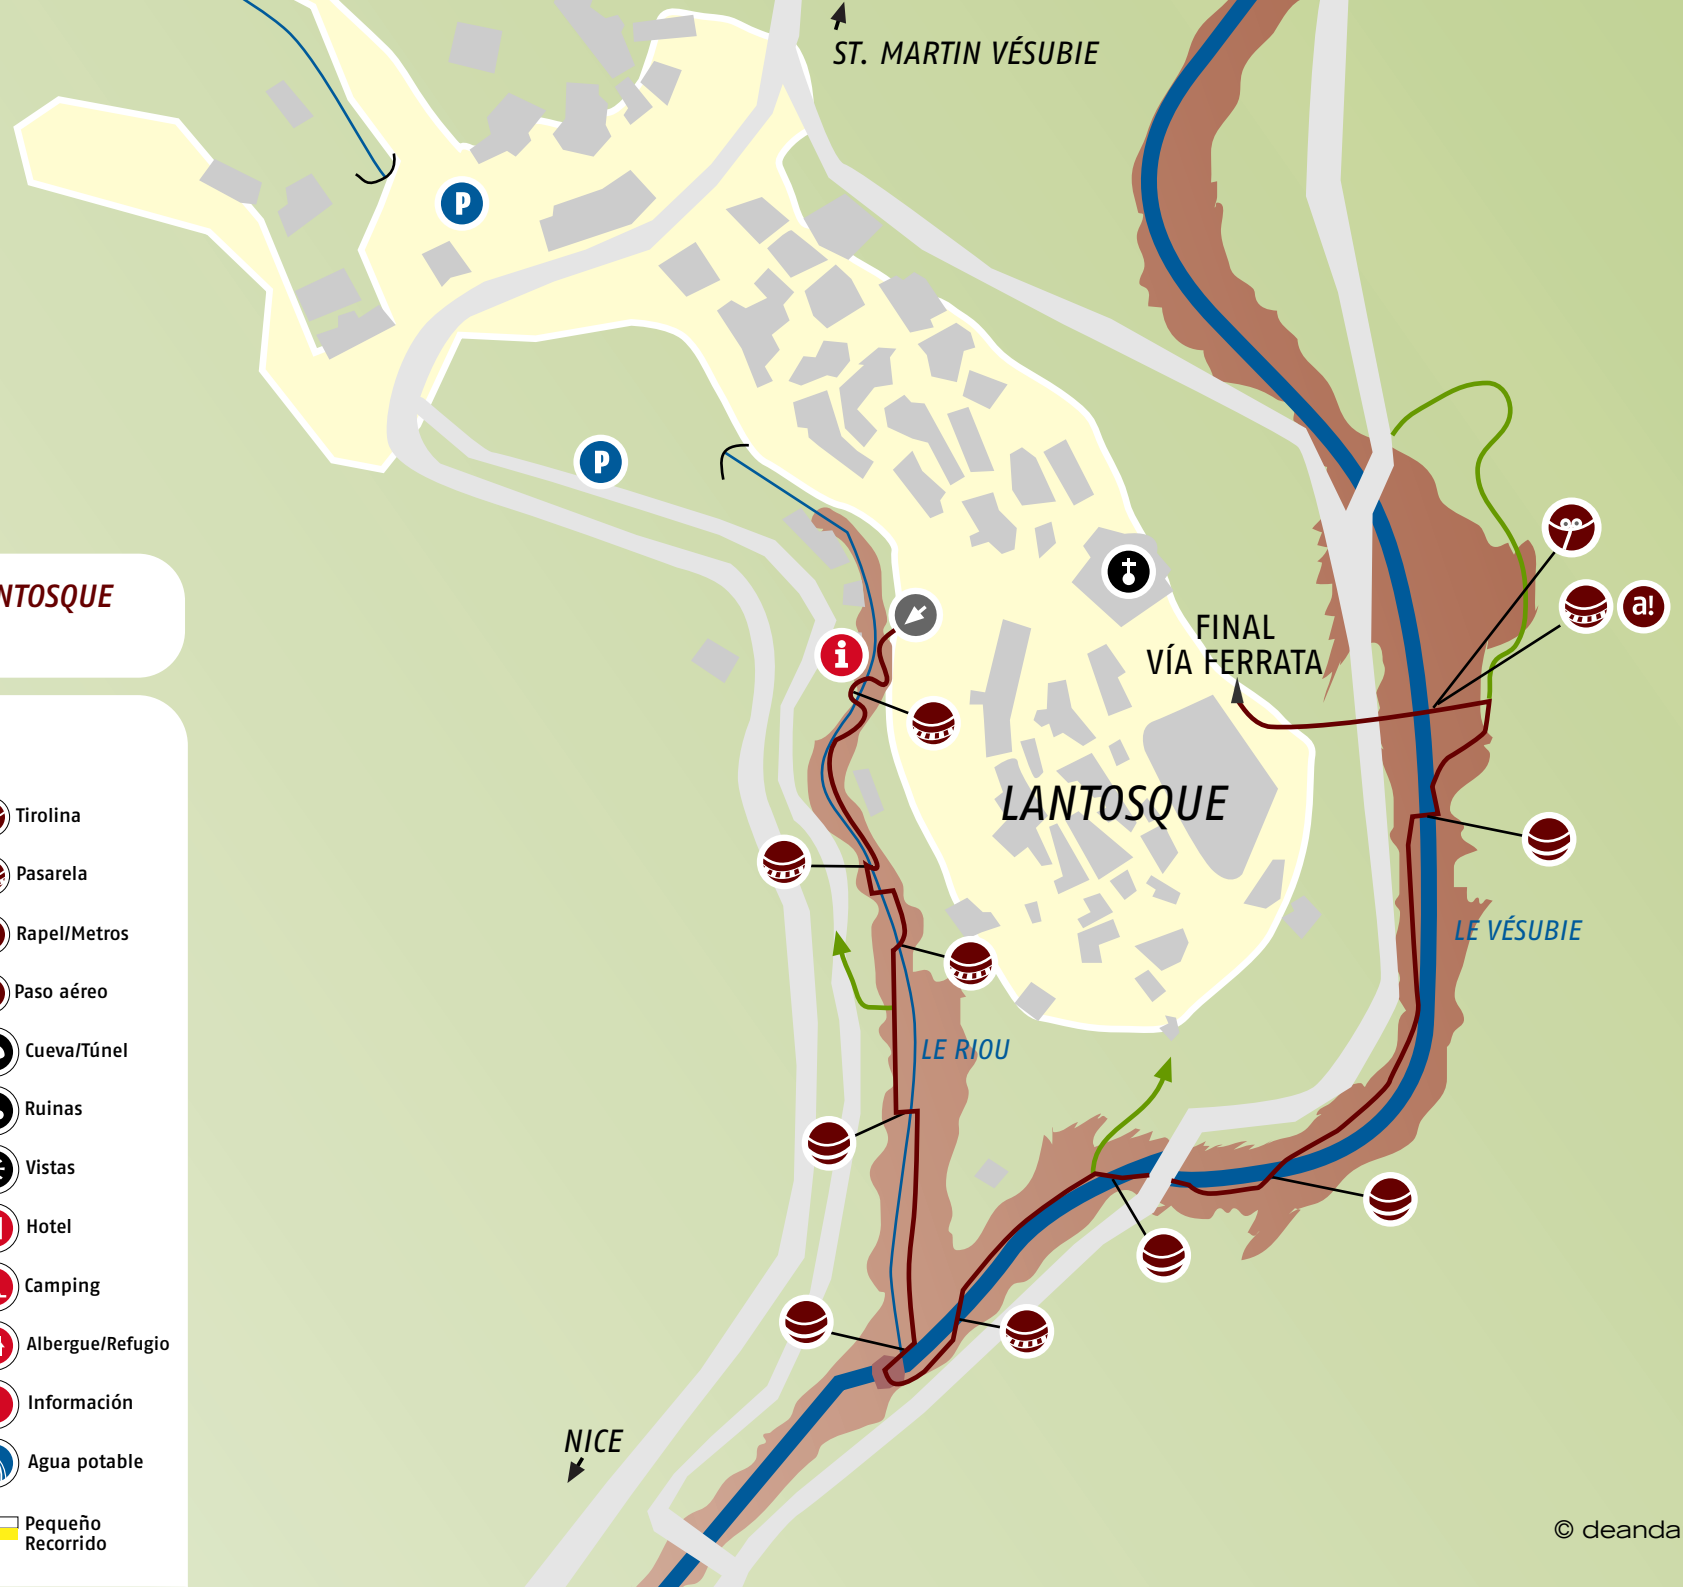 ST. MARTIN VÉSUBIE
P
P
i
a!
FINAL
VÍA FERRATA
LANTOSQUE
LE VÉSUBIE
LE RIOU
NICE
NTOSQUE
Tirolina
Pasarela
Rapel/Metros
Paso aéreo
Cueva/Túnel
Ruinas
Vistas
Hotel
Camping
Albergue/Refugio
Información
Agua potable
Pequeño
Recorrido
© deanda